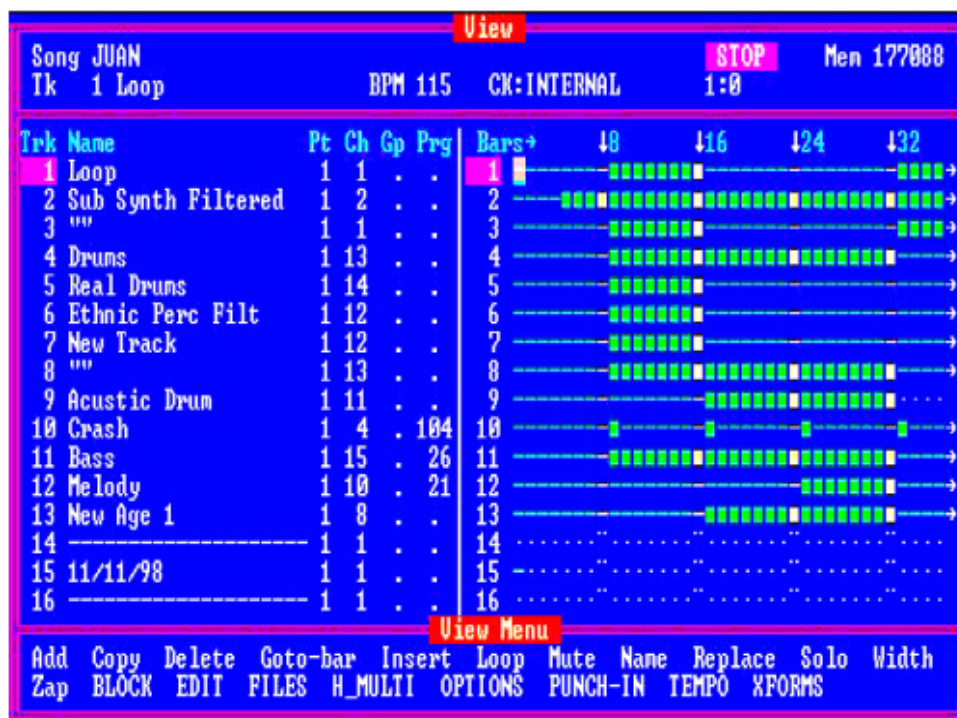 View
Song JUAN STOP Mem 177088
Tk 1 Loop BPM 115 CK:INTERNAL 1:0
Trk Name Pt Ch Gp Prg Bars→ ↓8 ↓16 ↓24 ↓32
1 Loop 1 1 . . 1
2 Sub Synth Filtered 1 2 . . 2
3 "" 1 1 . . 3
4 Drums 1 13 . . 4
5 Real Drums 1 14 . . 5
6 Ethnic Perc Filt 1 12 . . 6
7 New Track 1 12 . . 7
8 "" 1 13 . . 8
9 Acustic Drum 1 11 . . 9
10 Crash 1 4 . 104 10
11 Bass 1 15 . 26 11
12 Melody 1 10 . 21 12
13 New Age 1 1 8 . . 13
14 -------------------- 1 1 . . 14
15 11/11/98 1 1 . . 15
16 -------------------- 1 1 . . 16
View Menu
Add Copy Delete Goto-bar Insert Loop Mute Name Replace Solo Width
Zap BLOCK EDIT FILES H_MULTI OPTIONS PUNCH-IN TEMPO XFORMS